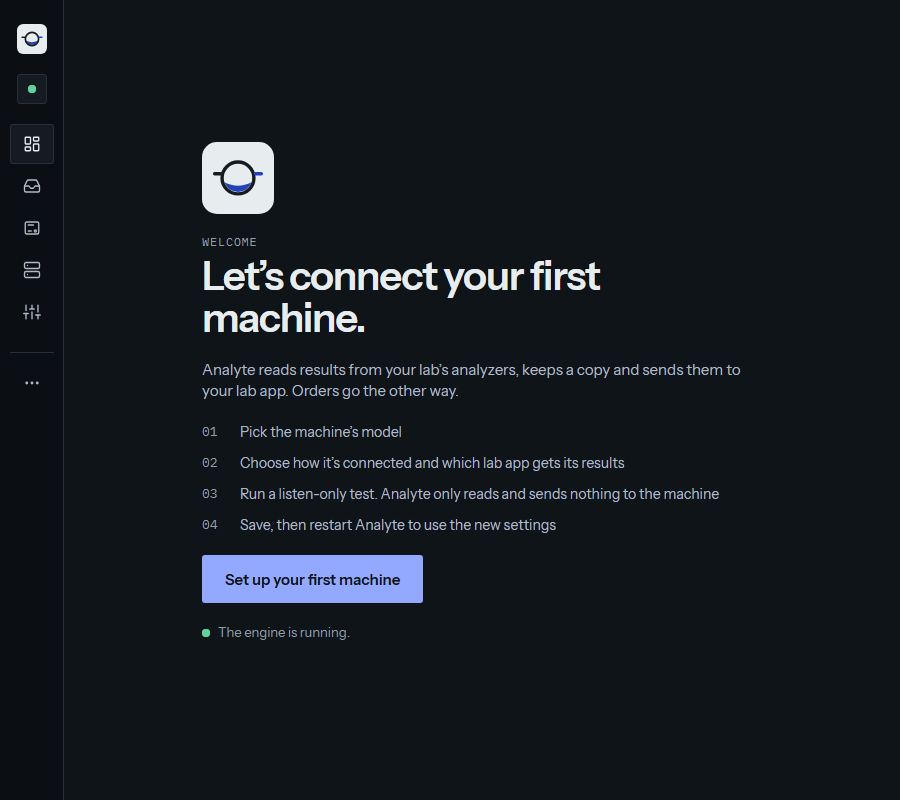 WELCOME
Let’s connect your first
machine.
Analyte reads results from your lab’s analyzers, keeps a copy and sends them to
your lab app. Orders go the other way.
01 Pick the machine’s model
02 Choose how it’s connected and which lab app gets its results
03 Run a listen-only test. Analyte only reads and sends nothing to the machine
04 Save, then restart Analyte to use the new settings
Set up your first machine
The engine is running.